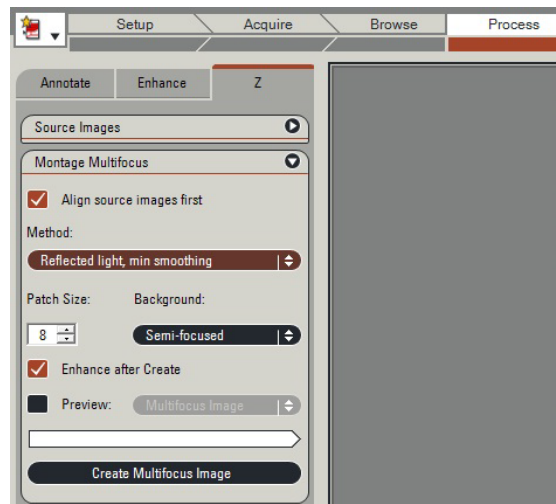 Setup Acquire Browse Process
Annotate Enhance Z
Source Images
Montage Multifocus
Align source images first
Method:
Reflected light, min smoothing
Patch Size: Background:
8 Semi-focused
Enhance after Create
Preview: Multifocus Image
Create Multifocus Image